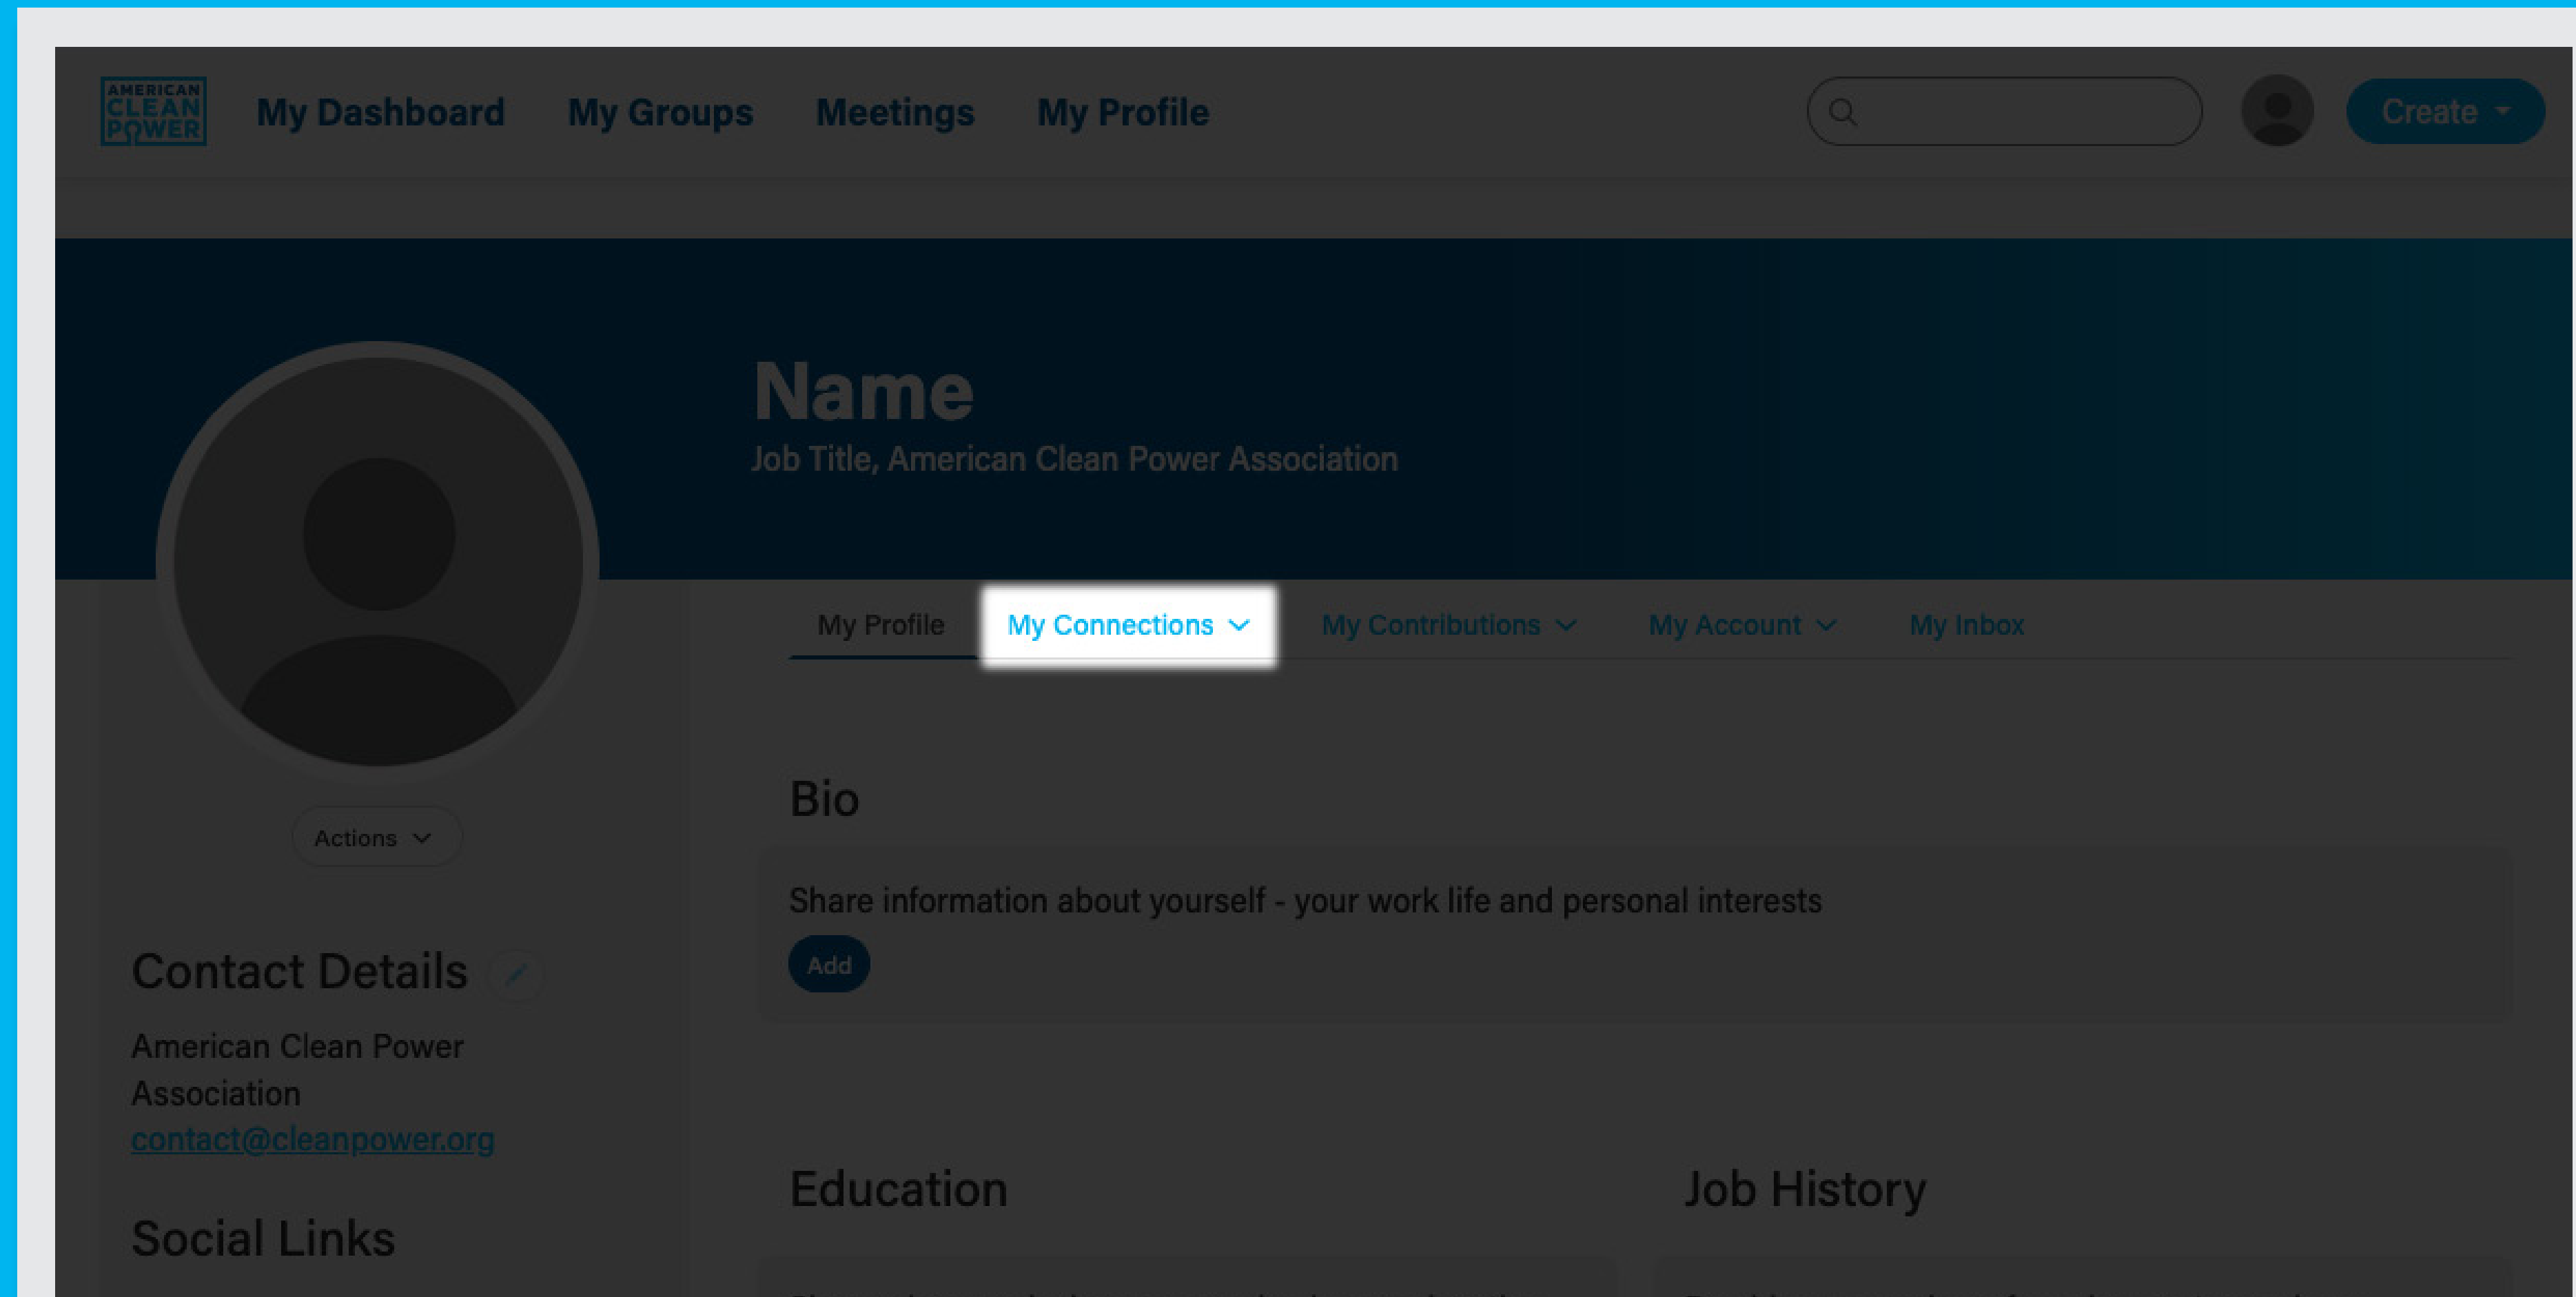 AMERICAN
CLEAN
POWER
My Dashboard My Groups Meetings My Profile
Create
Name
Job Title, American Clean Power Association
My Profile My Connections My Contributions My Account My Inbox
Actions
Bio
Share information about yourself - your work life and personal interests
Add
Contact Details
American Clean Power
Association
contact@cleanpower.org
Education Job History
Social Links